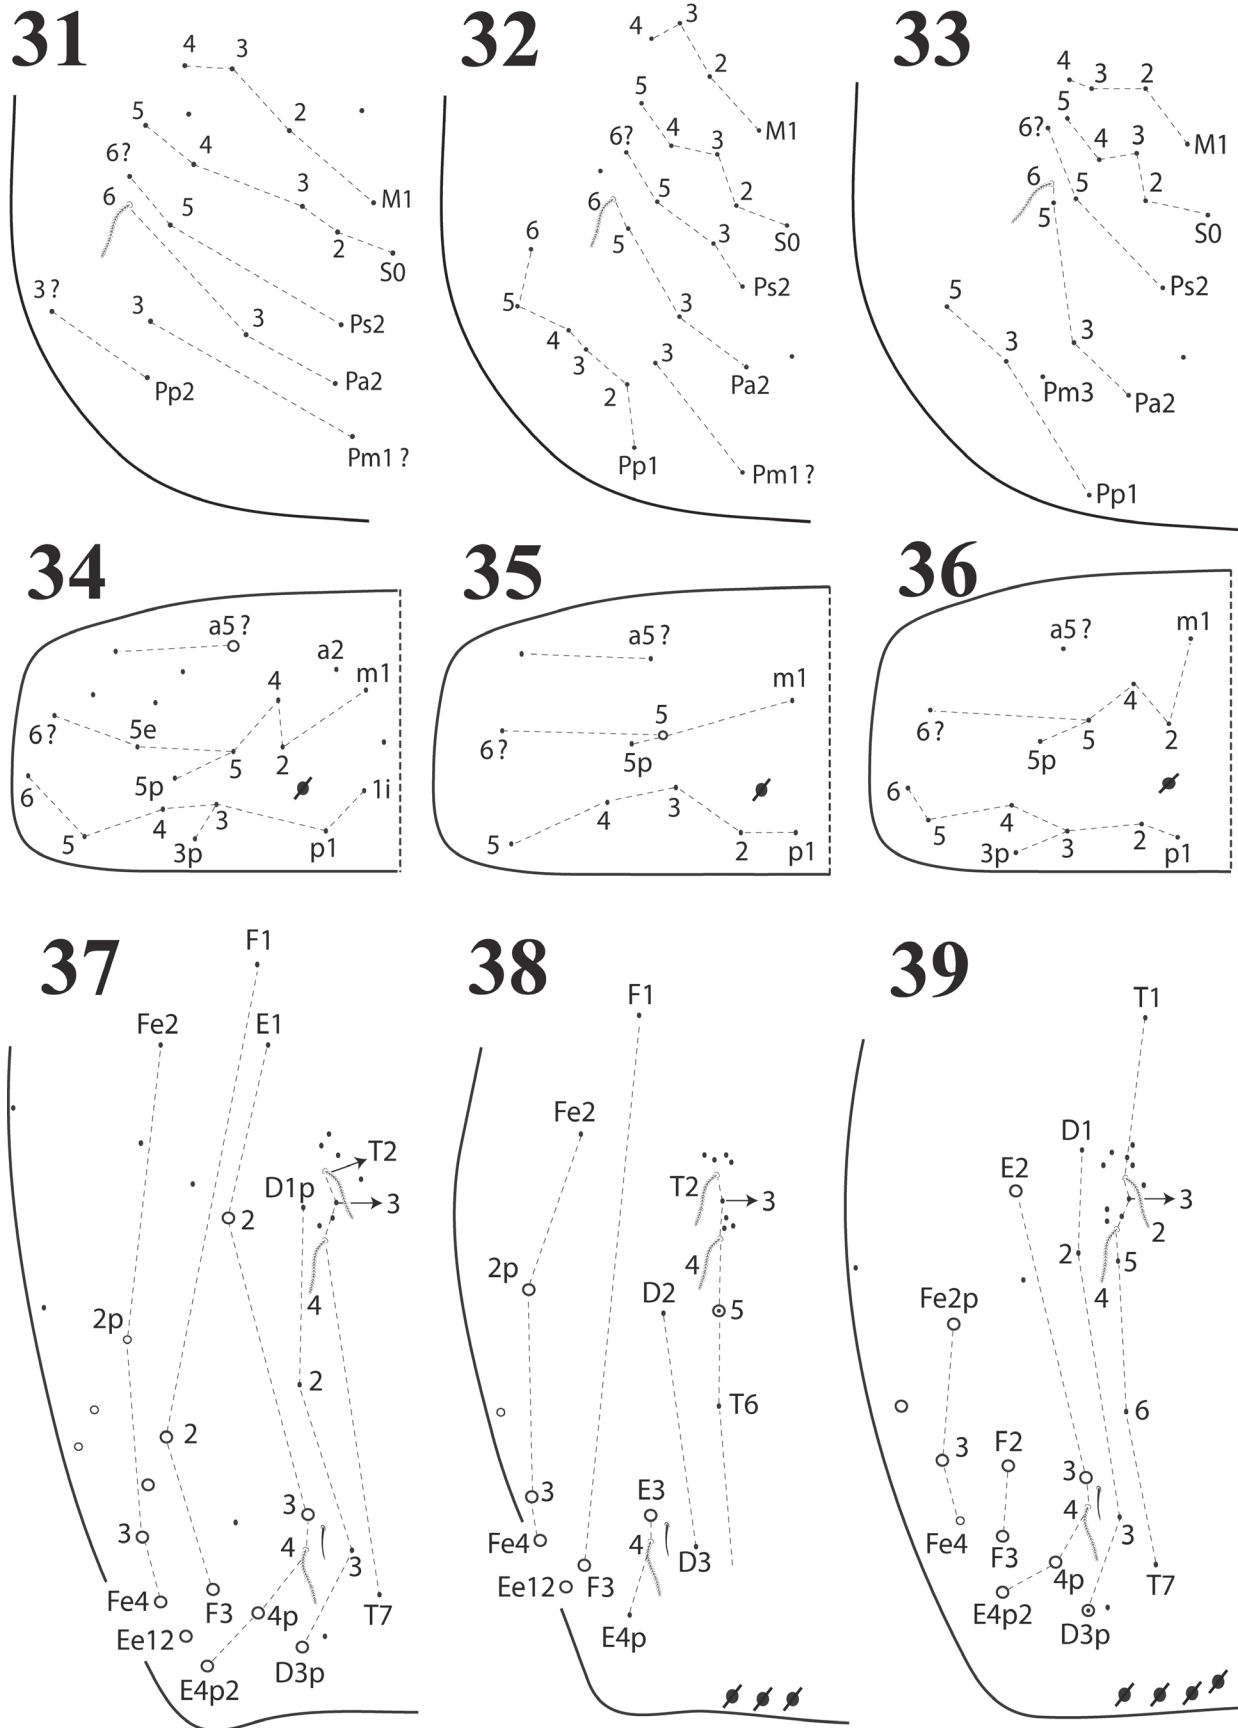 31
4 3
5 2
4
6?
3 M1
6 5
2
S0
3?
3 3 Ps2
Pa2
Pp2
Pm1?
32
3
4
2
5
M1
6? 4 3
5 2
6
S0
6 5
3
Ps2
5
3
4 3
3
Pa2
2
Pp1
Pm1?
33
4 3 2
5
6? 4 3 M1
6 5 2
5 S0
5 Ps2
3 3
Pm3
Pa2
Pp1
34
a5?
a2
4
m1
6? 5e
5 2
5p
1i
6
4 3
5
3p p1
35
a5?
m1
5
6?
5p
4 3
5 2 p1
36
a5? m1
4
6?
5 2
5p
6
4
5
3p 3 2 p1
37
F1
Fe2 E1
T2
D1p
3
2
4
2p
2
2
3
3 4
3
Fe4 F3 4p T7
Ee12
D3p
E4p2
38
F1
Fe2
T2
3
2p 4
D2
5
T6
3 E3
Fe4 4
D3
Ee12 F3
E4p
39
T1
D1
E2
3
2
2 5
Fe2p 4
6
3 F2
3
4
Fe4 F3 3
4p T7
E4p2
D3p